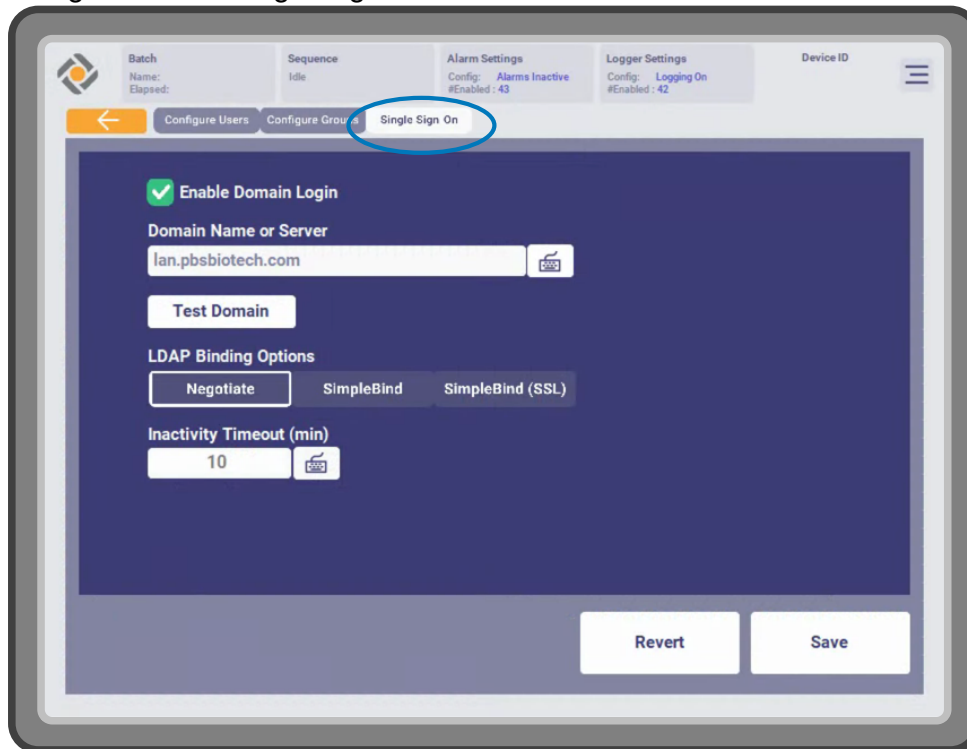 Batch
Name:
Elapsed:
Sequence
Idle
Alarm Settings
Config: Alarms Inactive
#Enabled : 43
Logger Settings
Config: Logging On
#Enabled : 42
Device ID
Configure Users Configure Groups Single Sign On
Enable Domain Login
Domain Name or Server
lan.pbsbiotech.com
Test Domain
LDAP Binding Options
Negotiate SimpleBind SimpleBind (SSL)
Inactivity Timeout (min)
10
Revert Save